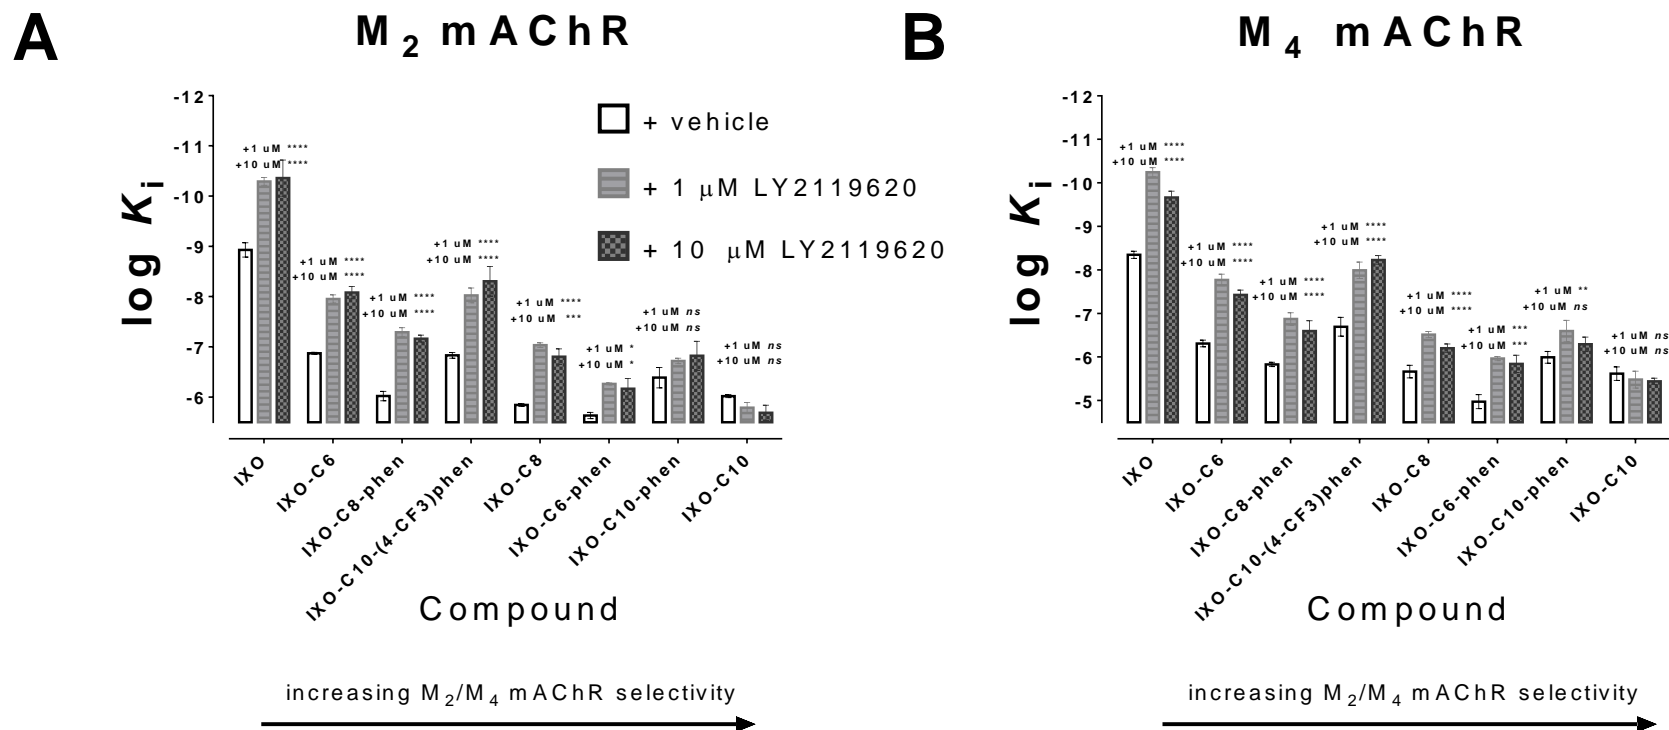 A
M2 mAChR
log Ki
-12
-11
-10
-9
-8
-7
-6
+ vehicle
+ 1 μM LY2119620
+ 10 μM LY2119620
+1 uM ****
+10 uM ****
+1 uM ****
+10 uM ****
+1 uM ****
+10 uM ****
+1 uM ****
+10 uM ****
+1 uM ****
+10 uM ***
+1 uM *
+10 uM *
+1 uM ns
+10 uM ns
+1 uM ns
+10 uM ns
IXO
IXO-C6
IXO-C8-phen
IXO-C10-(4-CF3)phen
IXO-C8
IXO-C6-phen
IXO-C10-phen
IXO-C10
Compound
increasing M2/M4 mAChR selectivity
B
M4 mAChR
log Ki
-12
-11
-10
-9
-8
-7
-6
-5
+1 uM ****
+10 uM ****
+1 uM ****
+10 uM ****
+1 uM ****
+10 uM ****
+1 uM ****
+10 uM ****
+1 uM ****
+10 uM ****
+1 uM ***
+10 uM ***
+1 uM **
+10 uM ns
+1 uM ns
+10 uM ns
IXO
IXO-C6
IXO-C8-phen
IXO-C10-(4-CF3)phen
IXO-C8
IXO-C6-phen
IXO-C10-phen
IXO-C10
Compound
increasing M2/M4 mAChR selectivity